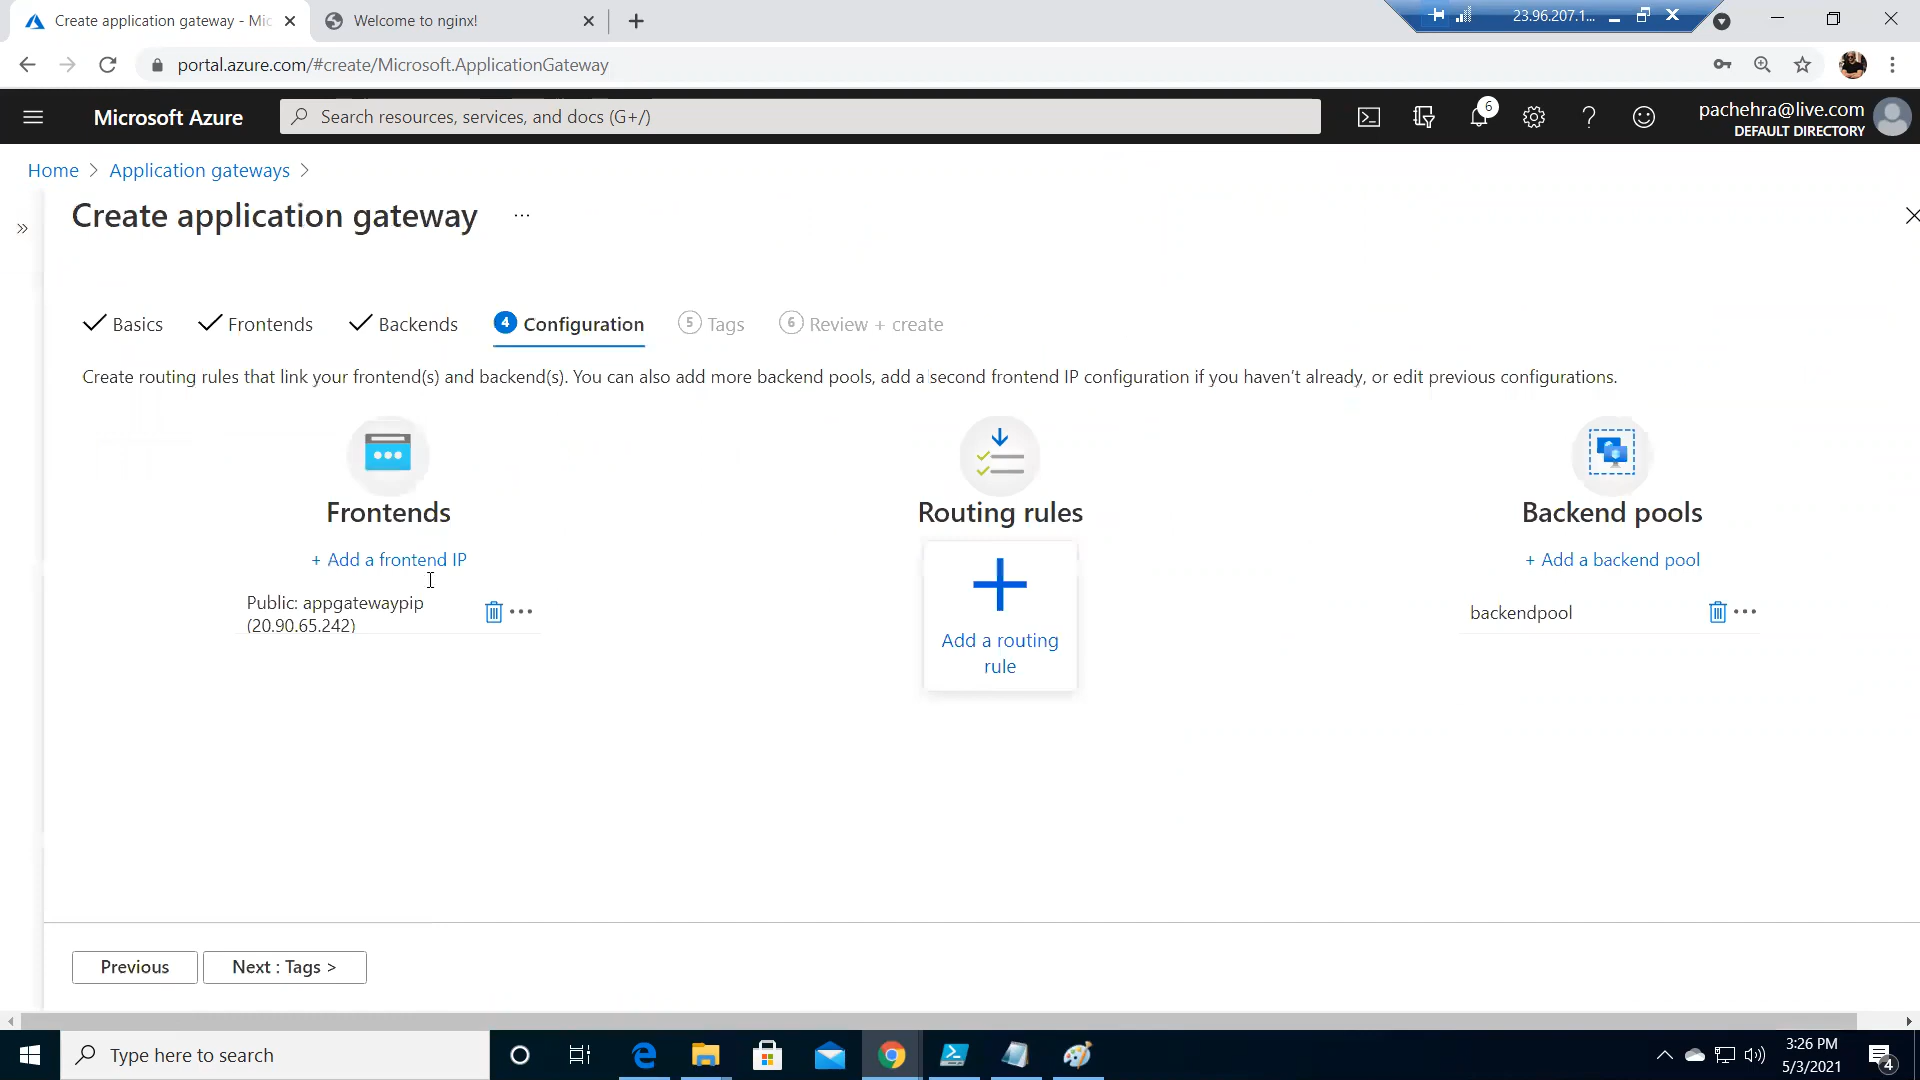 Create application gateway - Mic
Welcome to nginx!
23.96.207.1...
portal.azure.com/#create/Microsoft.ApplicationGateway
Microsoft Azure
Search resources, services, and docs (G+/)
6
pachehra@live.com
DEFAULT DIRECTORY
Home > Application gateways >
Create application gateway ...
Basics
Frontends
Backends
4 Configuration
5 Tags
6 Review + create
Create routing rules that link your frontend(s) and backend(s). You can also add more backend pools, add a second frontend IP configuration if you haven't already, or edit previous configurations.
Frontends
+ Add a frontend IP
Public: appgatewaypip
(20.90.65.242)
Routing rules
Add a routing
rule
Backend pools
+ Add a backend pool
backendpool
Previous
Next : Tags >
Type here to search
3:26 PM
5/3/2021
4